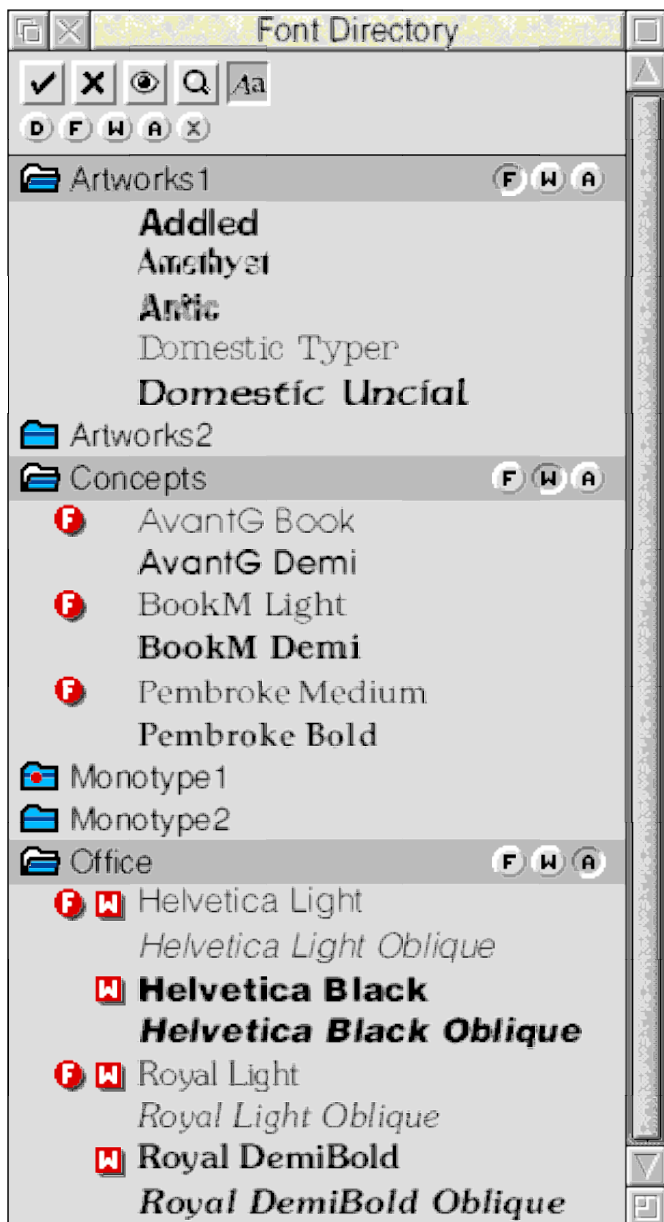 Font Directory
Aa
D F W A X
Artworks1 F W A
Addled
Amethyst
Antic
Domestic Typer
Domestic Uncial
Artworks2
Concepts F W A
F AvantG Book
AvantG Demi
F BookM Light
BookM Demi
F Pembroke Medium
Pembroke Bold
Monotype1
Monotype2
Office F W A
F W Helvetica Light
Helvetica Light Oblique
W Helvetica Black
Helvetica Black Oblique
F W Royal Light
Royal Light Oblique
W Royal DemiBold
Royal DemiBold Oblique